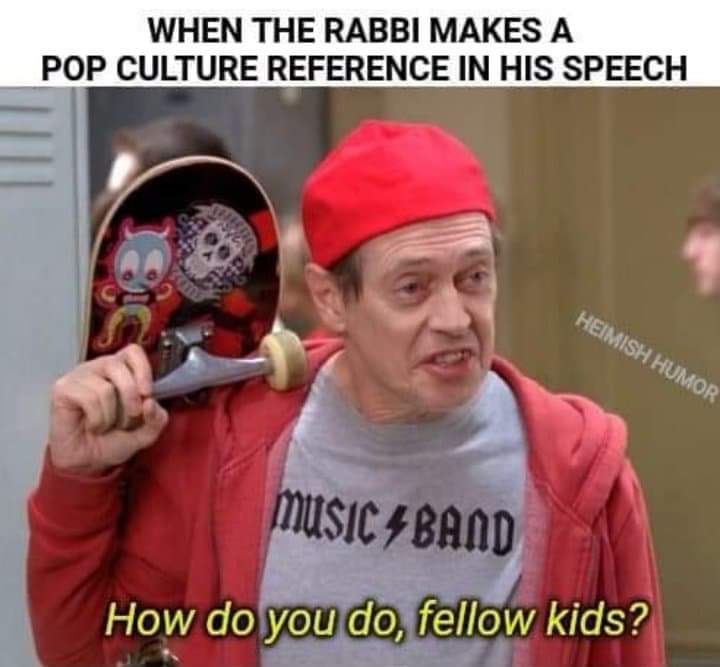 WHEN THE RABBI MAKES A
POP CULTURE REFERENCE IN HIS SPEECH
HEIMISH HUMOR
MUSIC BAND
How do you do, fellow kids?